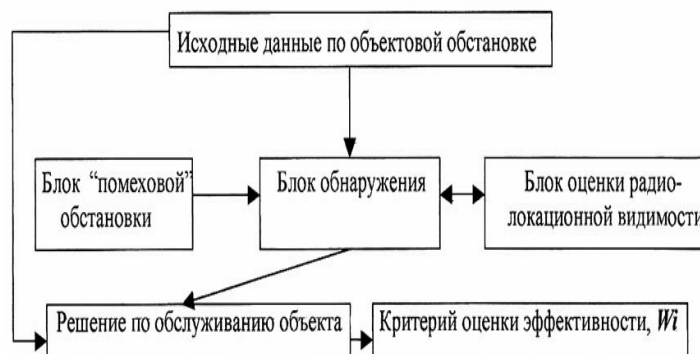 Исходные данные по объектовой обстановке
Блок “помеховой”
обстановки
Блок обнаружения
Блок оценки радио-
локационной видимости
Решение по обслуживанию объекта
Критерий оценки эффективности, Wi